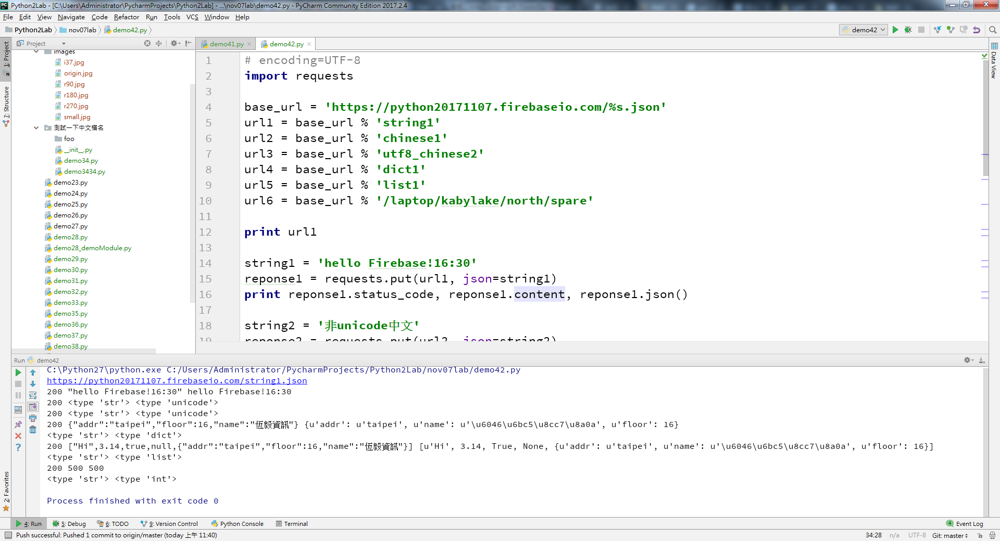 Python2Lab - [C:\Users\Administrator\PycharmProjects\Python2Lab] - ...\nov07lab\demo42.py - PyCharm Community Edition 2017.2.4
File Edit View Navigate Code Refactor Run Tools VCS Window Help
Python2Lab nov07lab demo42.py demo42
Project demo41.py demo42.py
1: Project
7: Structure
2: Favorites
Data View
images
i37.jpg
origin.jpg
r90.jpg
r180.jpg
r270.jpg
small.jpg
測試一下中文檔名
foo
__init__.py
demo34.py
demo3434.py
demo23.py
demo24.py
demo25.py
demo26.py
demo27.py
demo28.py
demo28_demoModule.py
demo29.py
demo30.py
demo31.py
demo32.py
demo33.py
demo35.py
demo36.py
demo37.py
demo38.py
1 # encoding=UTF-8
2 import requests
3
4 base_url = 'https://python20171107.firebaseio.com/%s.json'
5 url1 = base_url % 'string1'
6 url2 = base_url % 'chinese1'
7 url3 = base_url % 'utf8_chinese2'
8 url4 = base_url % 'dict1'
9 url5 = base_url % 'list1'
10 url6 = base_url % '/laptop/kabylake/north/spare'
11
12 print url1
13
14 string1 = 'hello Firebase!16:30'
15 reponse1 = requests.put(url1, json=string1)
16 print reponse1.status_code, reponse1.content, reponse1.json()
17
18 string2 = '非unicode中文'
19 reponse2 = requests.put(url2, json=string2)
Run demo42
C:\Python27\python.exe C:/Users/Administrator/PycharmProjects/Python2Lab/nov07lab/demo42.py
https://python20171107.firebaseio.com/string1.json
200 "hello Firebase!16:30" hello Firebase!16:30
200 <type 'str'> <type 'unicode'>
200 <type 'str'> <type 'unicode'>
200 {"addr":"taipei","floor":16,"name":"恆毅資訊"} {u'addr': u'taipei', u'name': u'\u6046\u6bc5\u8cc7\u8a0a', u'floor': 16}
<type 'str'> <type 'dict'>
200 ["Hi",3.14,true,null,{"addr":"taipei","floor":16,"name":"恆毅資訊"}] [u'Hi', 3.14, True, None, {u'addr': u'taipei', u'name': u'\u6046\u6bc5\u8cc7\u8a0a', u'floor': 16}]
<type 'str'> <type 'list'>
200 500 500
<type 'str'> <type 'int'>
Process finished with exit code 0
4: Run 5: Debug 6: TODO 9: Version Control Python Console Terminal 4 Event Log
Push successful: Pushed 1 commit to origin/master (today 上午 11:40) 34:28 n/a UTF-8 Git: master